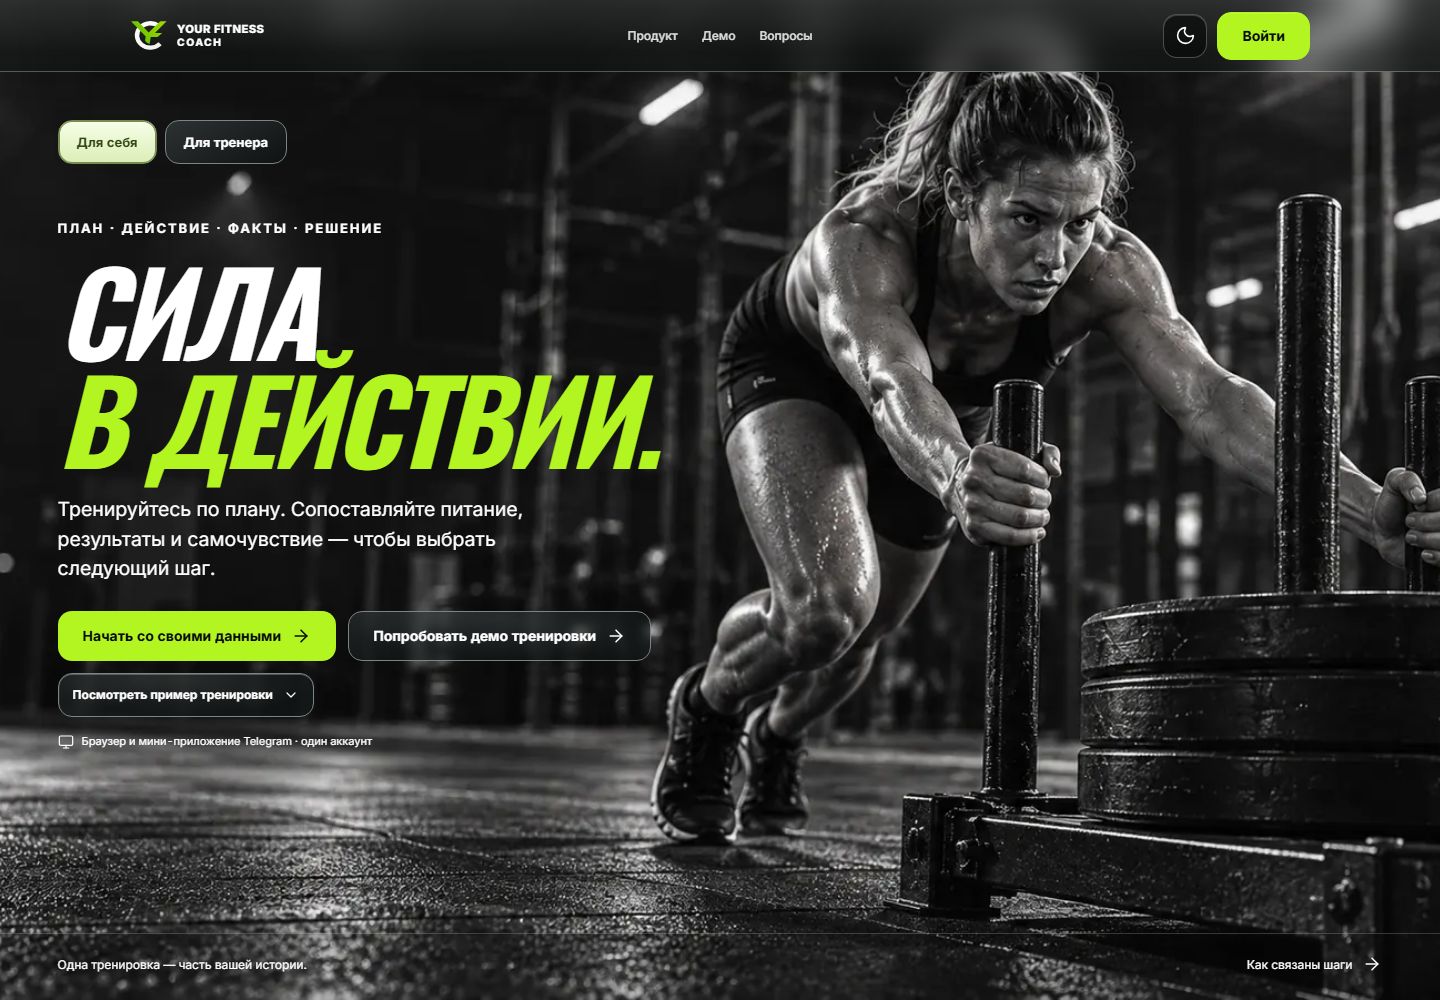 YOUR FITNESS
COACH
Продукт
Демо
Вопросы
Войти
Для себя
Для тренера
ПЛАН · ДЕЙСТВИЕ · ФАКТЫ · РЕШЕНИЕ
СИЛА
В ДЕЙСТВИИ.
Тренируйтесь по плану. Сопоставляйте питание,
результаты и самочувствие — чтобы выбрать
следующий шаг.
Начать со своими данными
Попробовать демо тренировки
Посмотреть пример тренировки
Браузер и мини-приложение Telegram · один аккаунт
Одна тренировка — часть вашей истории.
Как связаны шаги